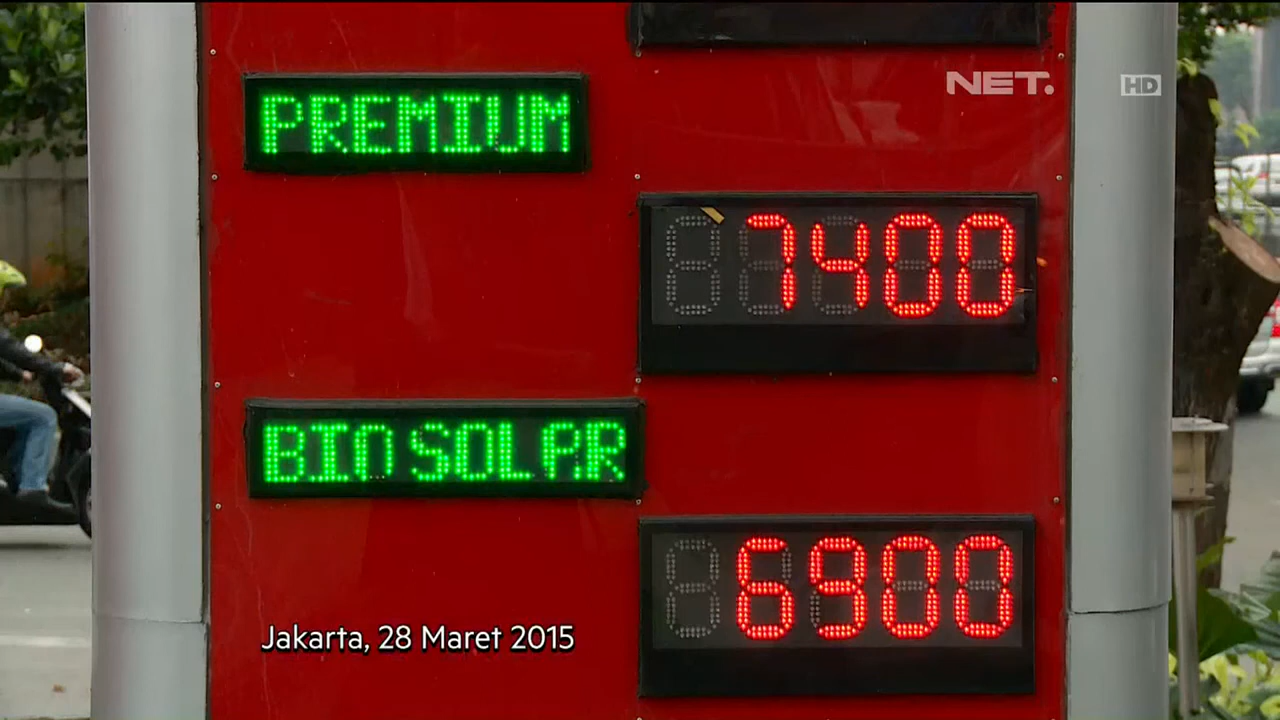 NET.
HD
PREMIUM
7400
BIO SOLAR
6900
Jakarta, 28 Maret 2015